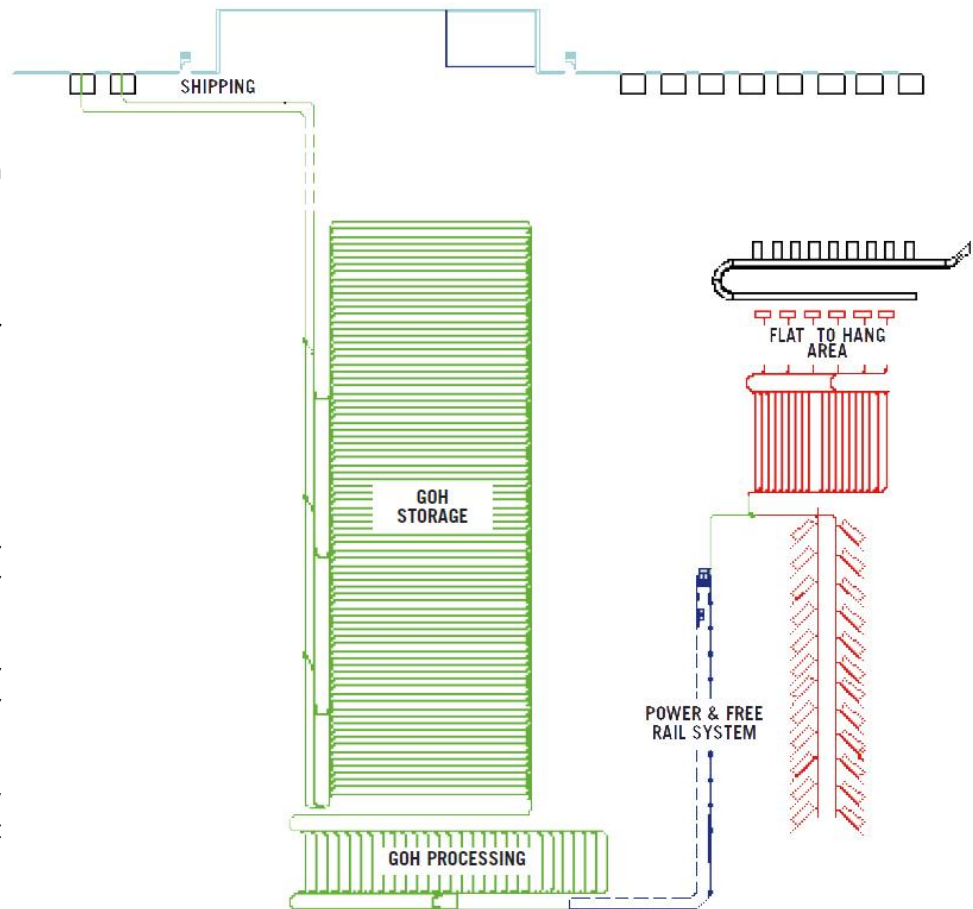 SHIPPING
FLAT TO HANG
AREA
GOH
STORAGE
POWER & FREE
RAIL SYSTEM
GOH PROCESSING